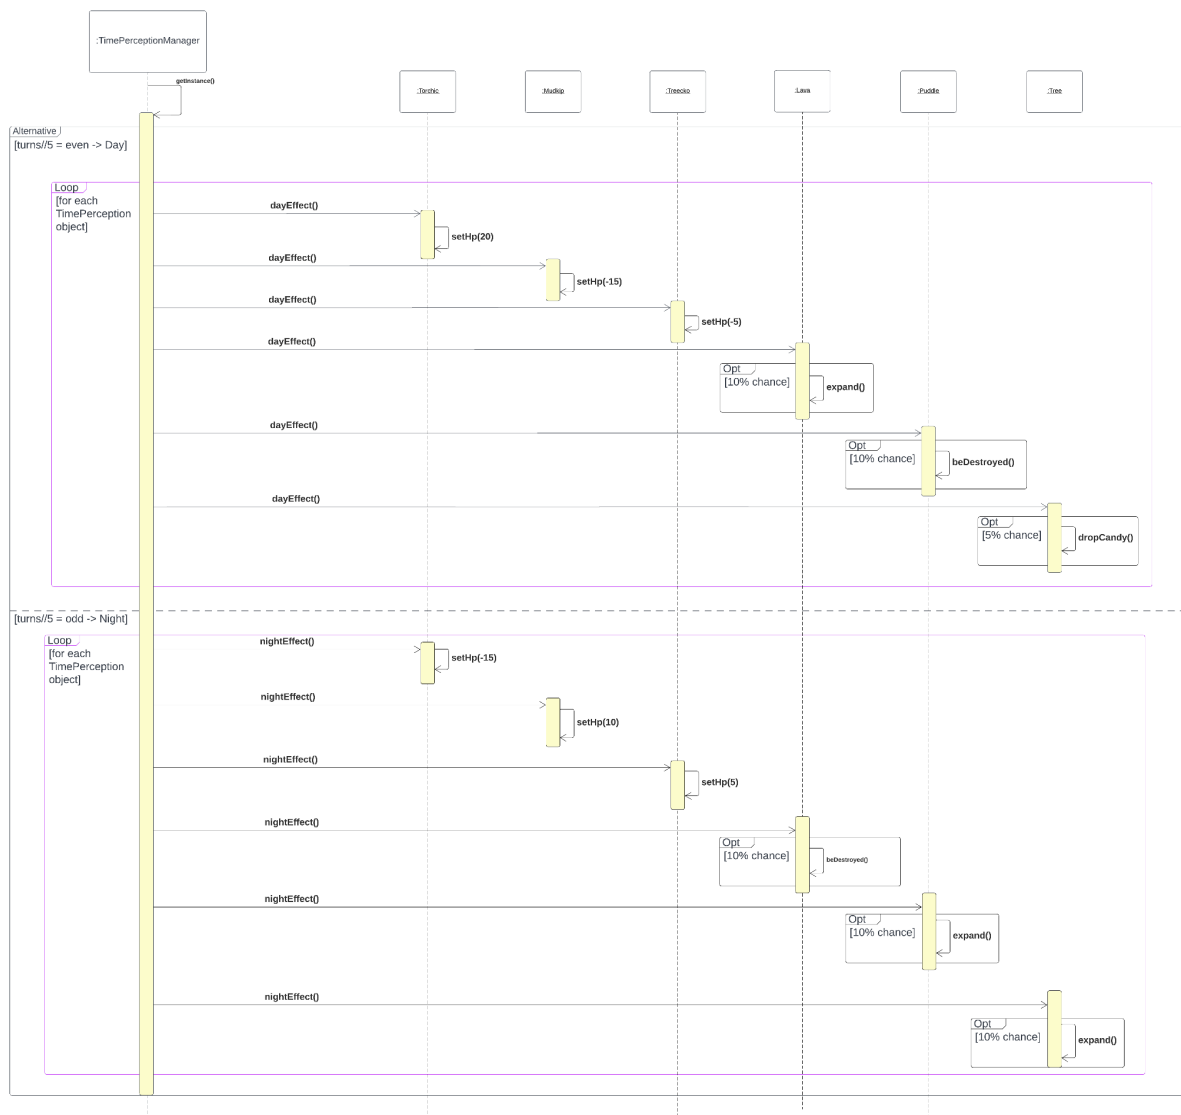 :TimePerceptionManager
getInstance()
:Torchic
:Mudkip
:Treecko
:Lava
:Puddle
:Tree
Alternative
[turns//5 = even -> Day]
Loop
[for each
TimePerception
object]
dayEffect()
setHp(20)
dayEffect()
setHp(-15)
dayEffect()
setHp(-5)
dayEffect()
Opt
[10% chance]
expand()
dayEffect()
Opt
[10% chance]
beDestroyed()
dayEffect()
Opt
[5% chance]
dropCandy()
[turns//5 = odd -> Night]
Loop
[for each
TimePerception
object]
nightEffect()
setHp(-15)
nightEffect()
setHp(10)
nightEffect()
setHp(5)
nightEffect()
Opt
[10% chance]
beDestroyed()
nightEffect()
Opt
[10% chance]
expand()
nightEffect()
Opt
[10% chance]
expand()